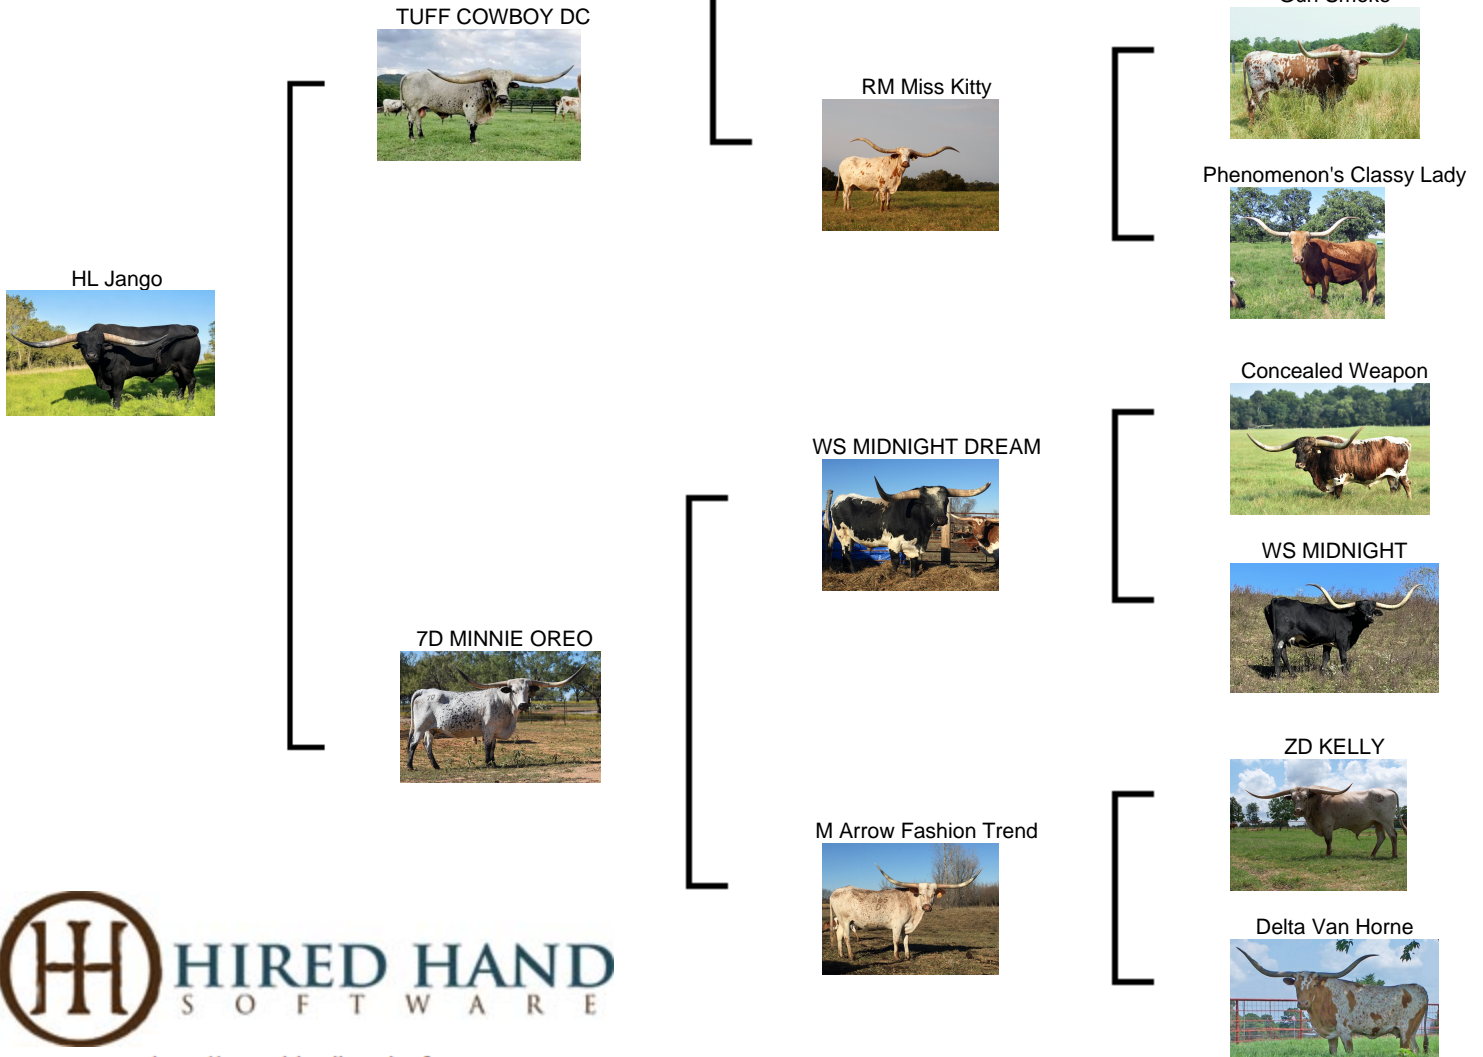 TUFF COWBOY DC
RM Miss Kitty
Phenomenon's Classy Lady
HL Jango
Concealed Weapon
WS MIDNIGHT DREAM
WS MIDNIGHT
7D MINNIE OREO
ZD KELLY
M Arrow Fashion Trend
Delta Van Horne
HIRED HAND
SOFTWARE